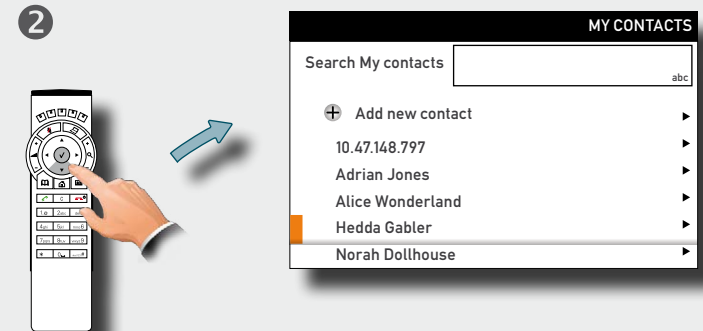 2
MY CONTACTS
Search My contacts
abc
Add new contact
10.47.148.797
Adrian Jones
Alice Wonderland
Hedda Gabler
Norah Dollhouse